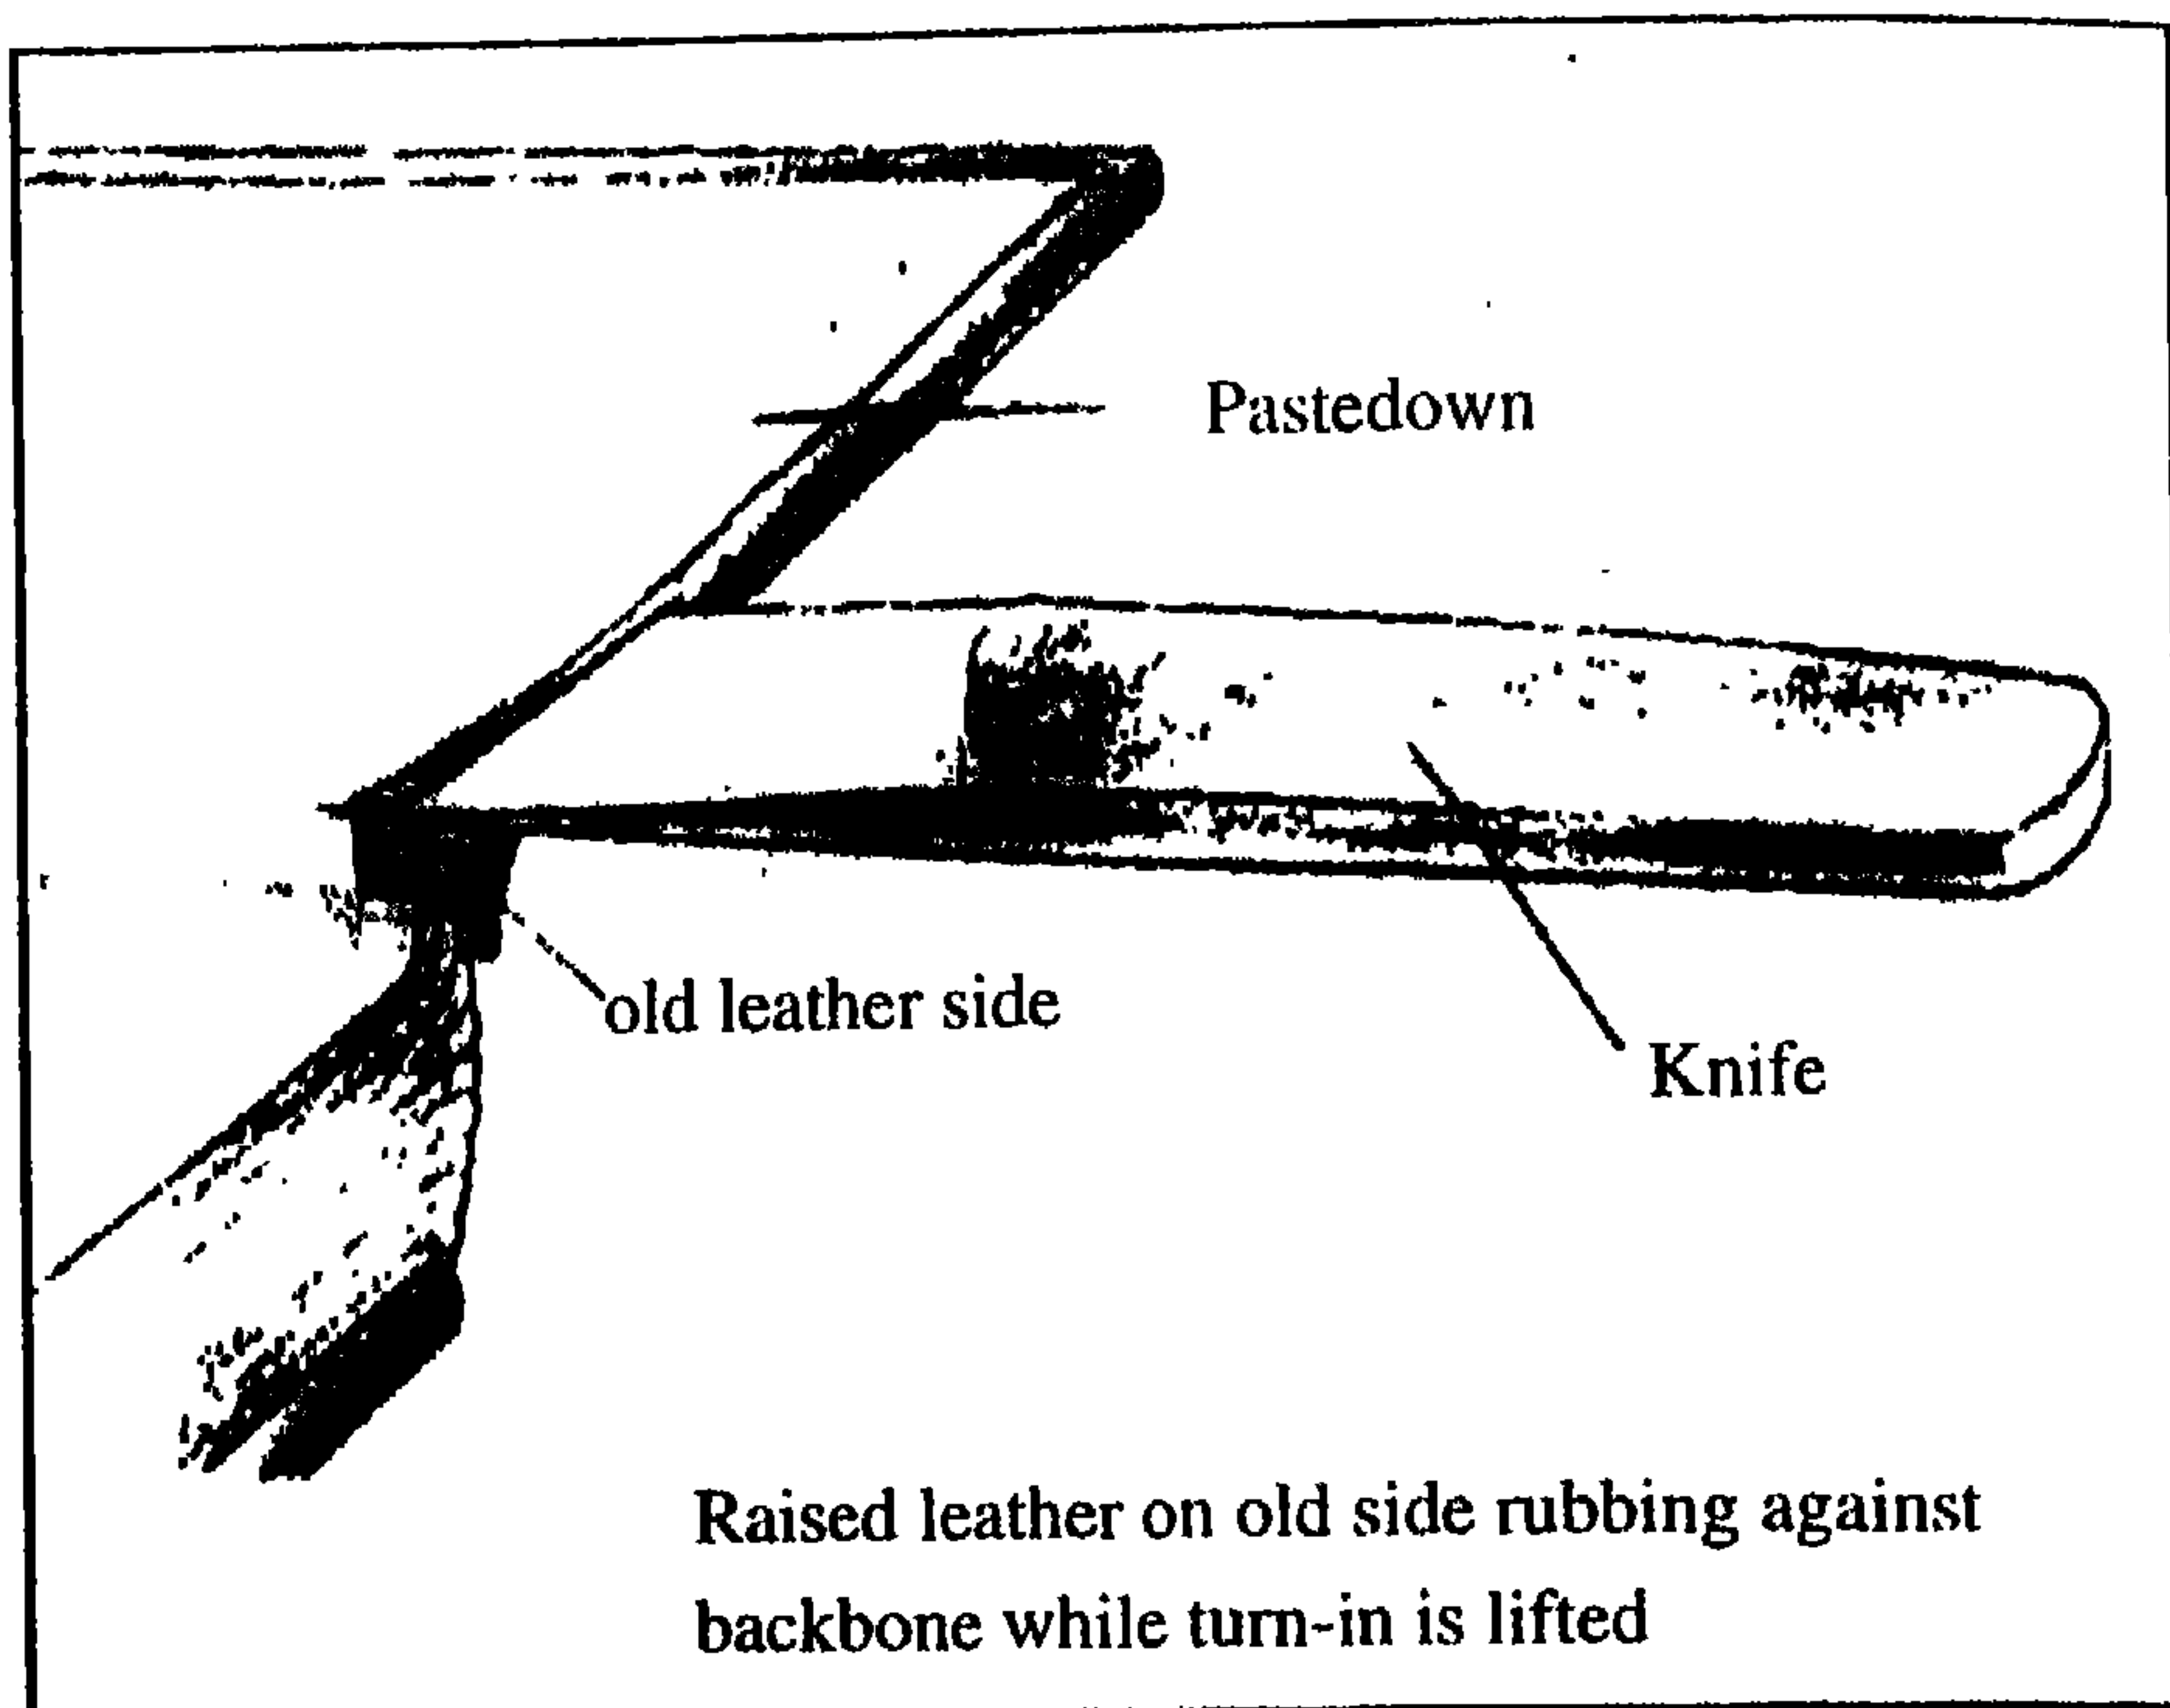 Pastedown
old leather side
Knife
Raised leather on old side rubbing against
backbone while turn-in is lifted